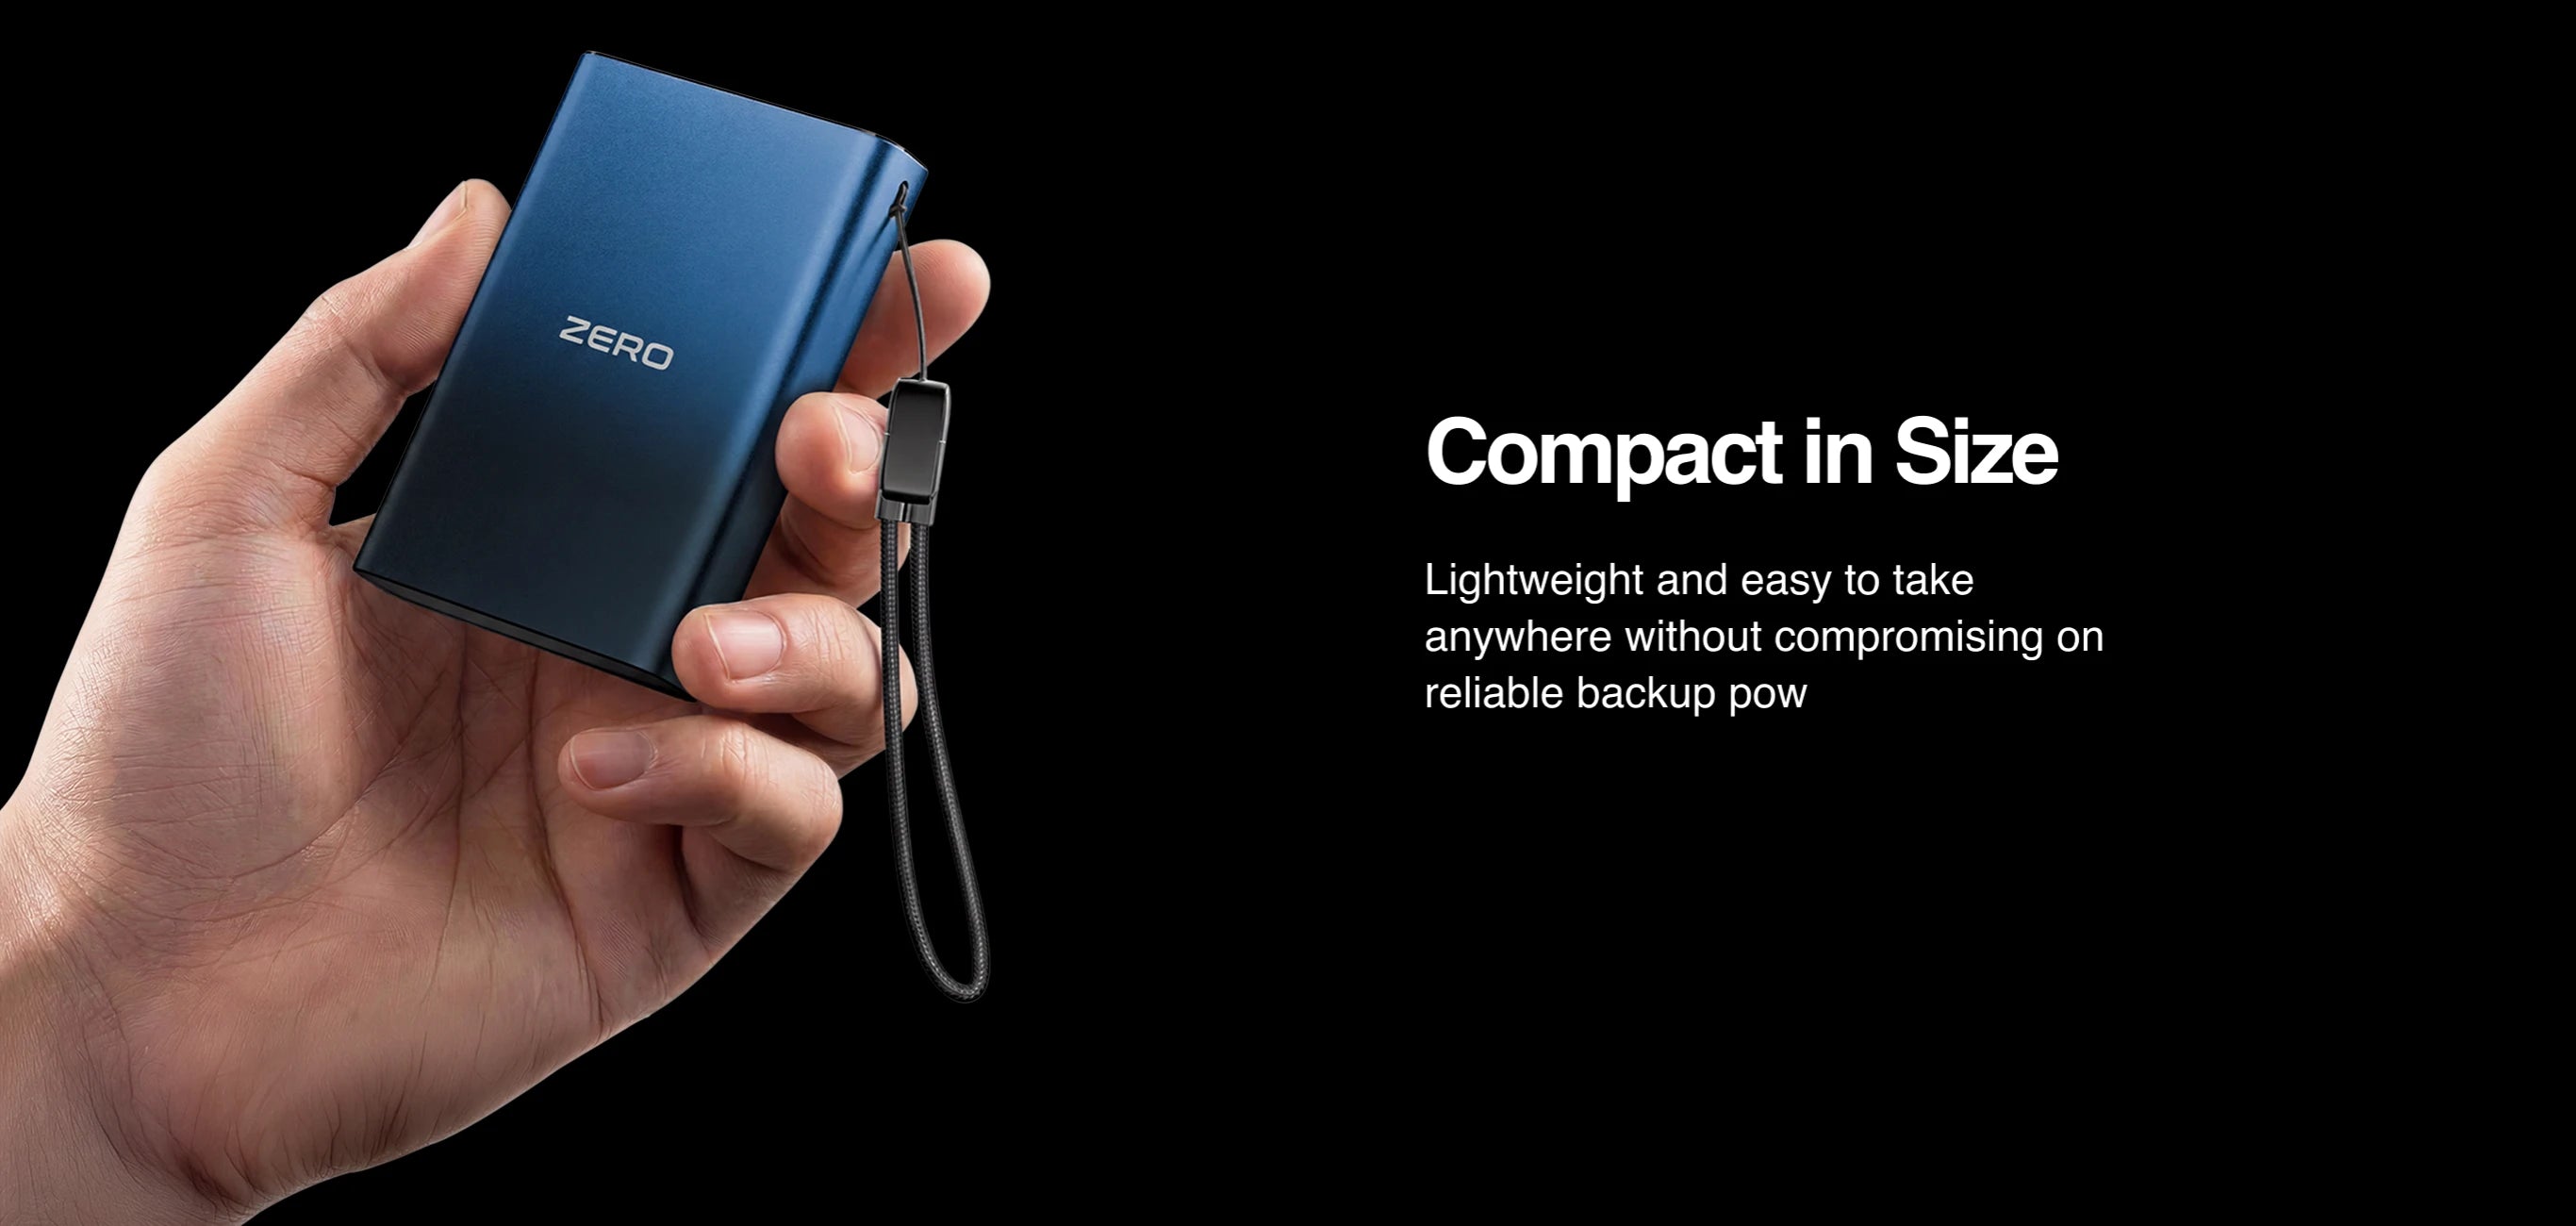 ZERO
Compact in Size
Lightweight and easy to take
anywhere without compromising on
reliable backup pow